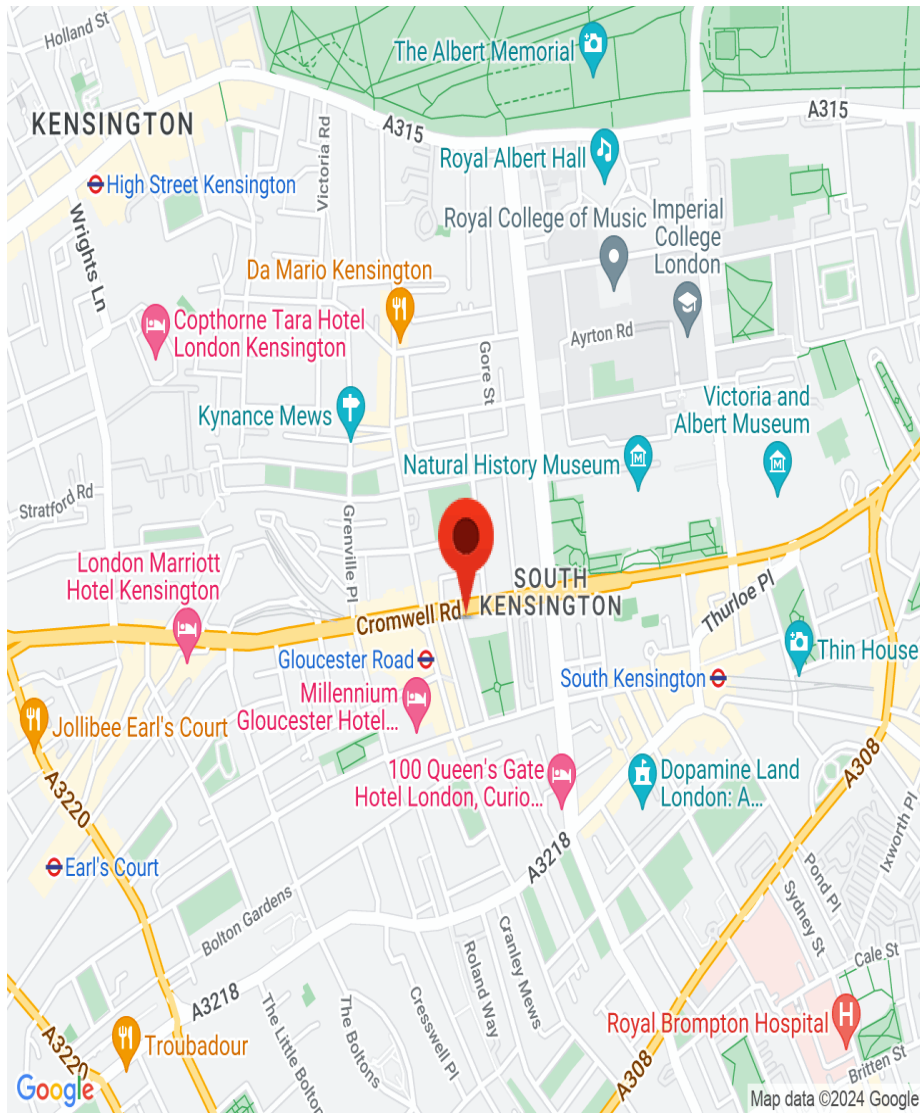 Holland St
The Albert Memorial
KENSINGTON
A315
A315
Victoria Rd
Royal Albert Hall
High Street Kensington
Royal College of Music
Imperial
College
London
Wrights Ln
Da Mario Kensington
Copthorne Tara Hotel
London Kensington
Ayrton Rd
Gore St
Kynance Mews
Victoria and
Albert Museum
Natural History Museum
Stratford Rd
Grenville Pl
London Marriott
Hotel Kensington
SOUTH
KENSINGTON
Cromwell Rd
Thurloe Pl
Thin House
Gloucester Road
South Kensington
Millennium
Gloucester Hotel...
Jollibee Earl's Court
100 Queen's Gate
Hotel London, Curio...
Dopamine Land
London: A...
A308
A3220
Ixworth Pl
A3218
Earl's Court
Pond Pl
Sydney St
Bolton Gardens
Cranley Mews
Roland Way
Cale St
A3218
The Little Bolton
The Boltons
Cresswell Pl
Royal Brompton Hospital
H
Troubadour
A3220
A308
Britten St
Google
Map data ©2024 Google